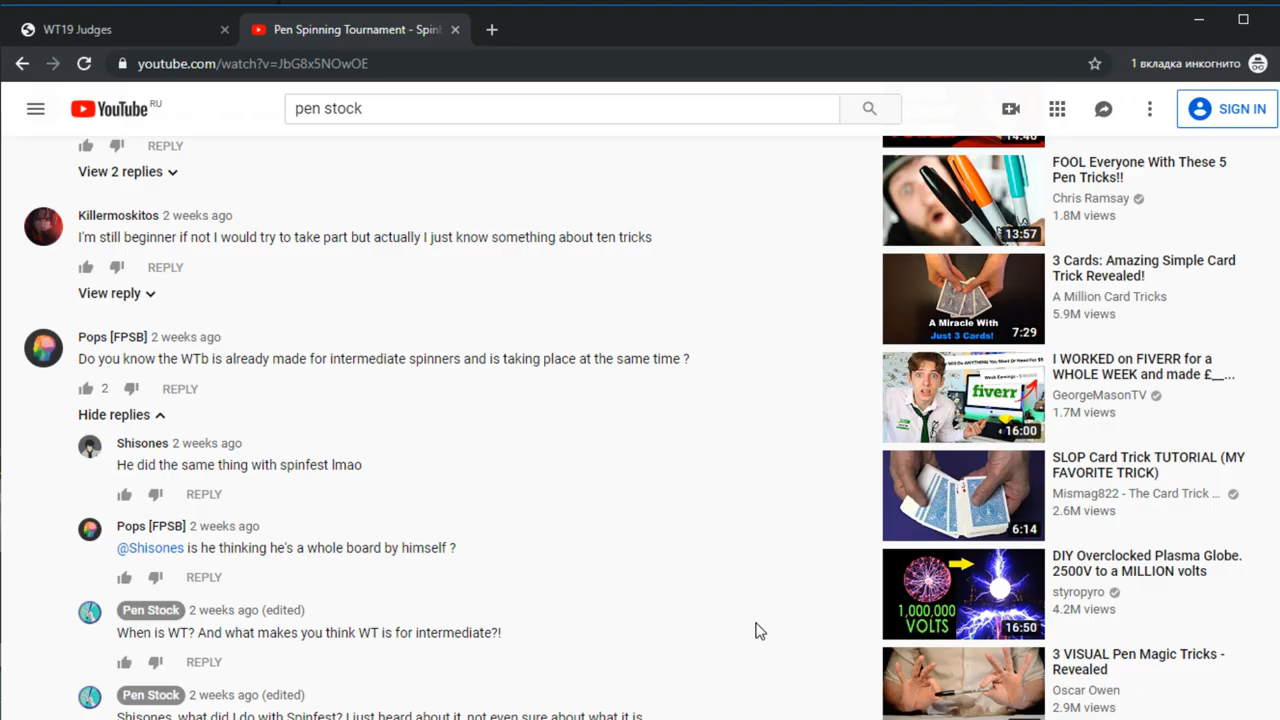 WT19 Judges
Pen Spinning Tournament - Spin
youtube.com/watch?v=JbG8x5NOwOE
1 вкладка инкогнито
YouTube RU
pen stock
SIGN IN
REPLY
View 2 replies
Killermoskitos 2 weeks ago
I'm still beginner if not I would try to take part but actually I just know something about ten tricks
REPLY
View reply
Pops [FPSB] 2 weeks ago
Do you know the WTb is already made for intermediate spinners and is taking place at the same time ?
2 REPLY
Hide replies
Shisones 2 weeks ago
He did the same thing with spinfest lmao
REPLY
Pops [FPSB] 2 weeks ago
@Shisones is he thinking he's a whole board by himself ?
REPLY
Pen Stock 2 weeks ago (edited)
When is WT? And what makes you think WT is for intermediate?!
REPLY
Pen Stock 2 weeks ago (edited)
Shisones, what did I do with Spinfest? I just heard about it, not even sure about what it is
14:46
13:57
FOOL Everyone With These 5
Pen Tricks!!
Chris Ramsay
1.8M views
A Miracle With
Just 3 Cards!
7:29
3 Cards: Amazing Simple Card
Trick Revealed!
A Million Card Tricks
5.9M views
fiverr
16:00
I WORKED on FIVERR for a
WHOLE WEEK and made £__...
GeorgeMasonTV
1.7M views
6:14
SLOP Card Trick TUTORIAL (MY
FAVORITE TRICK)
Mismag822 - The Card Trick ...
2.6M views
1,000,000
VOLTS
16:50
DIY Overclocked Plasma Globe.
2500V to a MILLION volts
styropyro
4.2M views
3 VISUAL Pen Magic Tricks -
Revealed
Oscar Owen
2.9M views